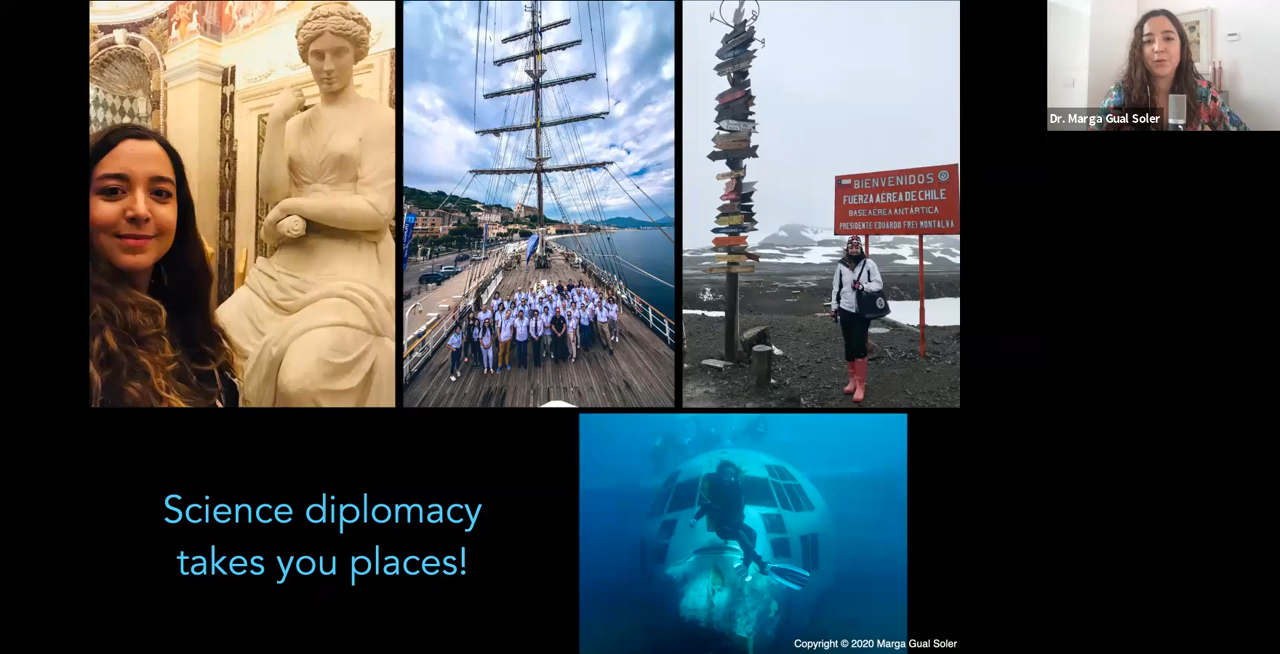 BIENVENIDOS
FUERZA AÉREA DE CHILE
BASE AÉREA ANTÁRTICA
PRESIDENTE EDUARDO FREI MONTALVA
Dr. Marga Gual Soler
Science diplomacy
takes you places!
Copyright © 2020 Marga Gual Soler